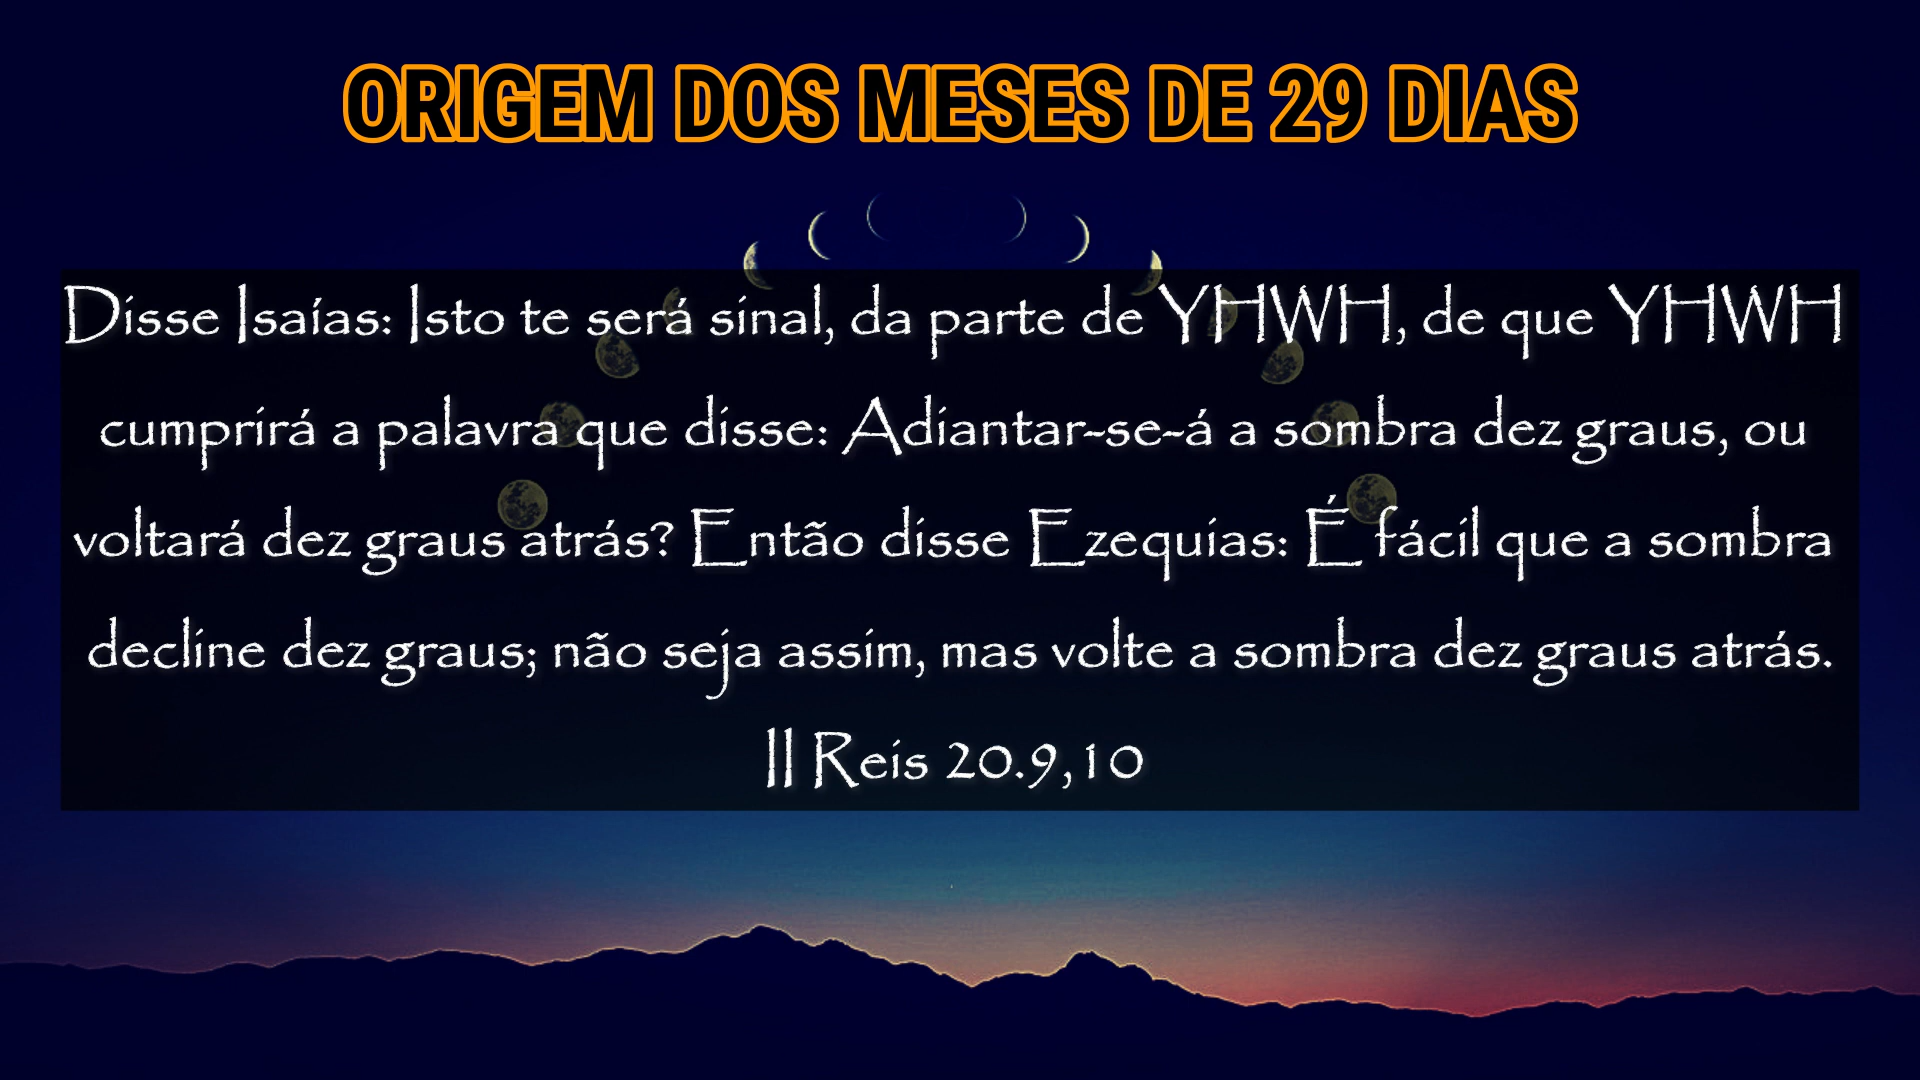 ORIGEM DOS MESES DE 29 DIAS
Disse Isaías: Isto te será sinal, da parte de YHWH, de que YHWH
cumprirá a palavra que disse: Adiantar-se-á a sombra dez graus, ou
voltará dez graus atrás? Então disse Ezequias: É fácil que a sombra
decline dez graus; não seja assim, mas volte a sombra dez graus atrás.
II Reis 20.9,10